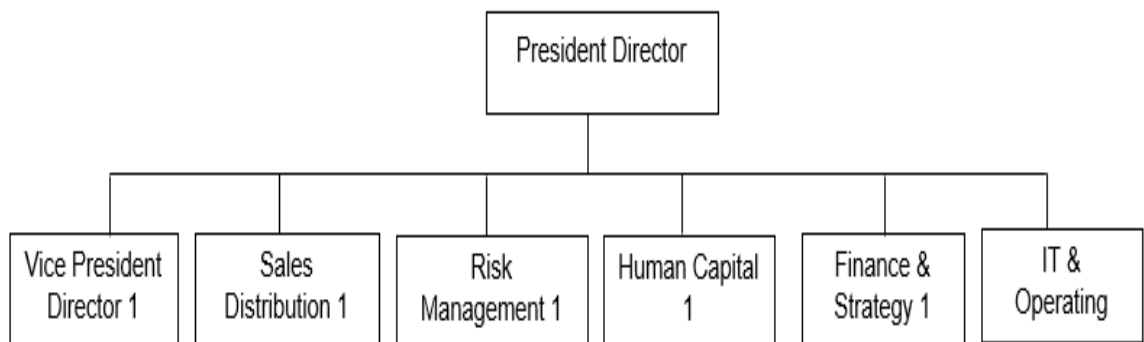 President Director
Vice President
Director 1
Sales
Distribution 1
Risk
Management 1
Human Capital
1
Finance &
Strategy 1
IT &
Operating